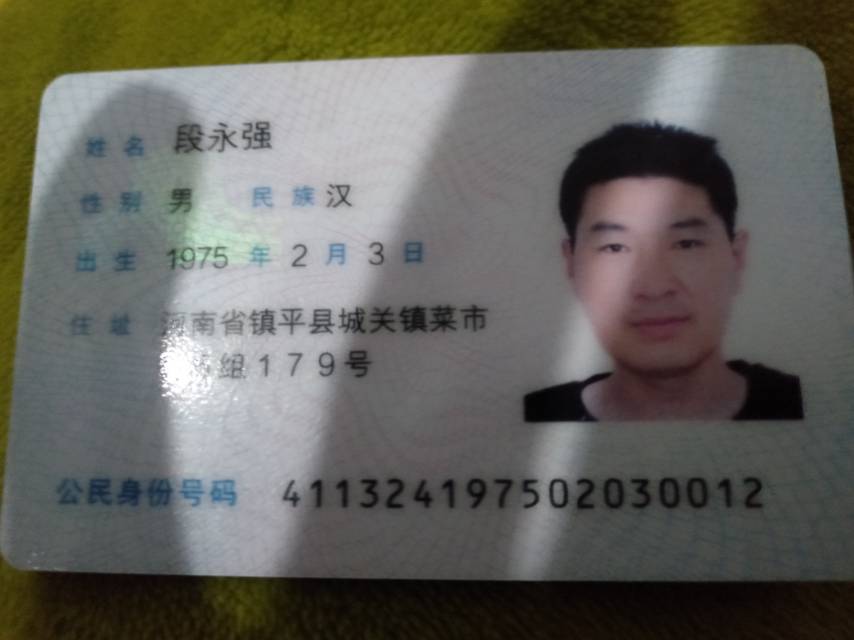 姓名 段永强
性别 男 民族 汉
出生 1975 年 2 月 3 日
住址 河南省镇平县城关镇菜市
组179号
公民身份号码 411324197502030012